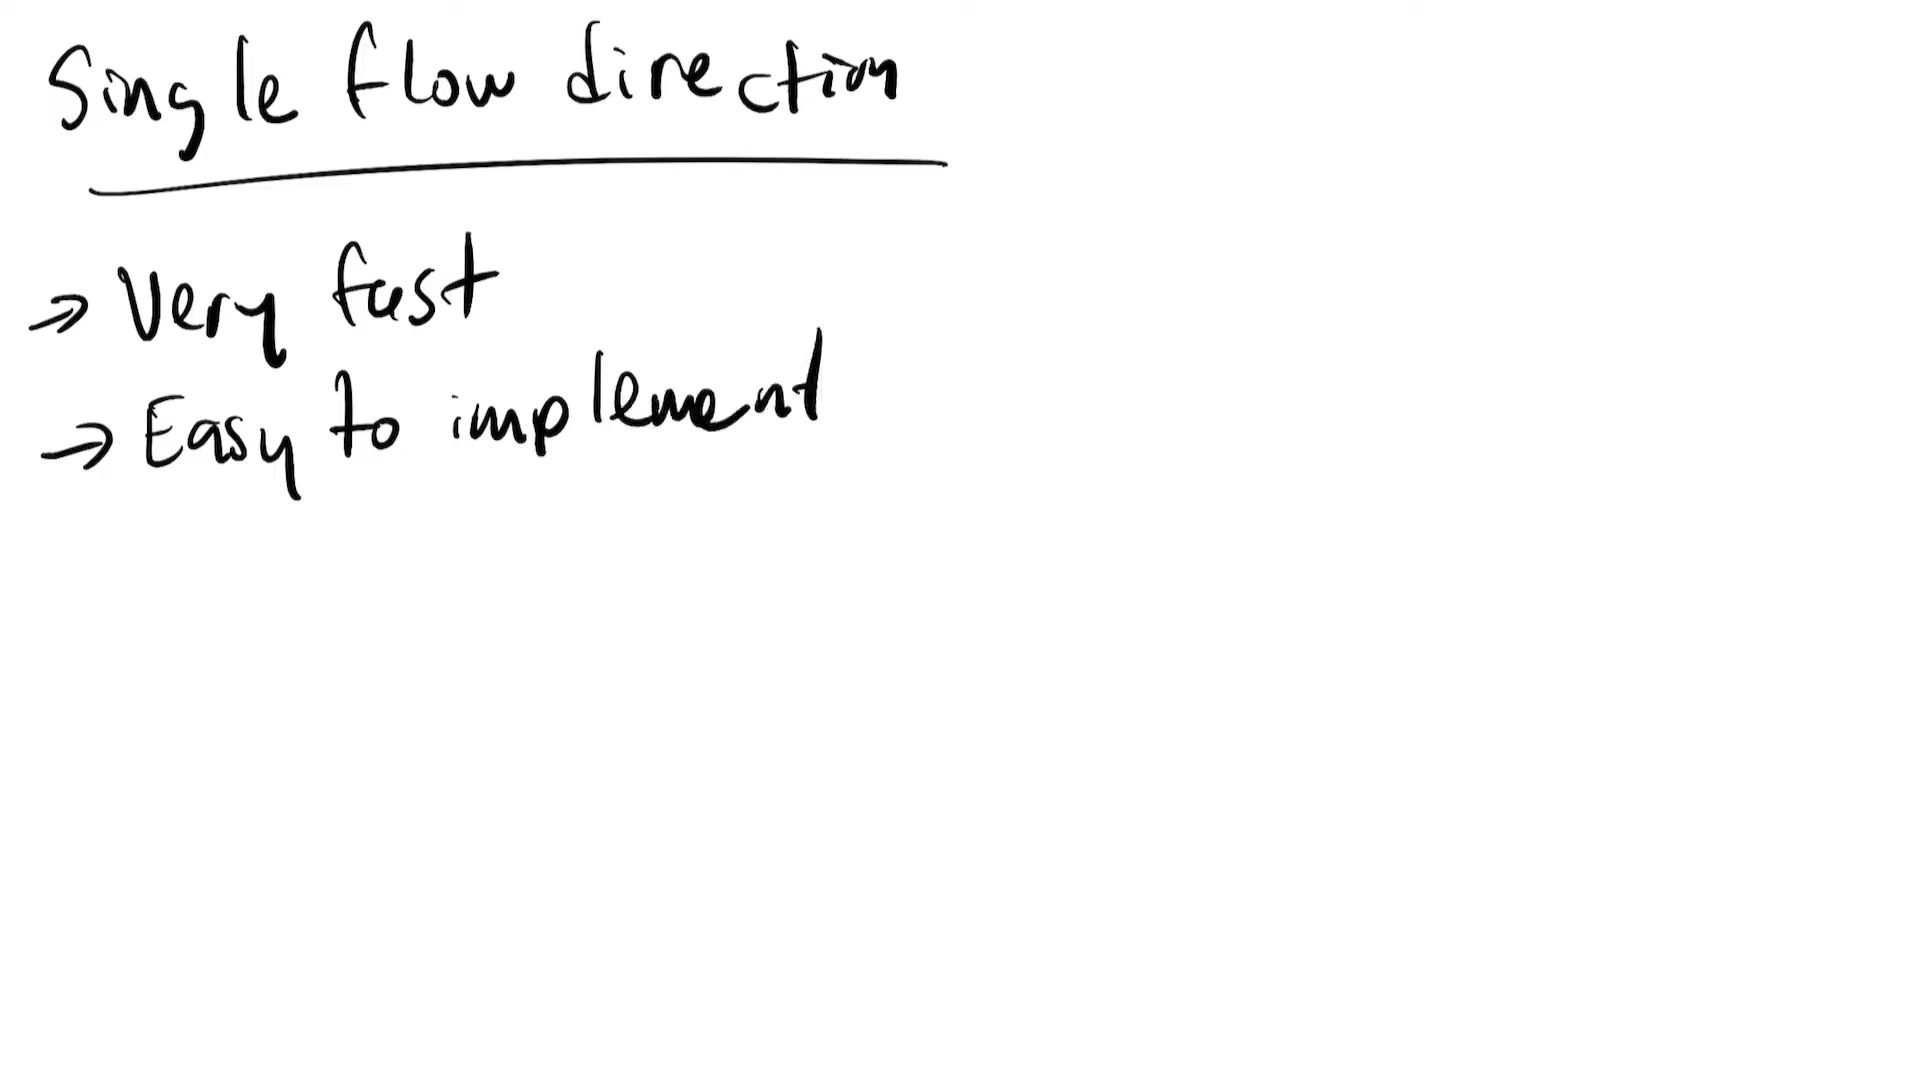 Single flow direction
→ Very fast
→ Easy to implement